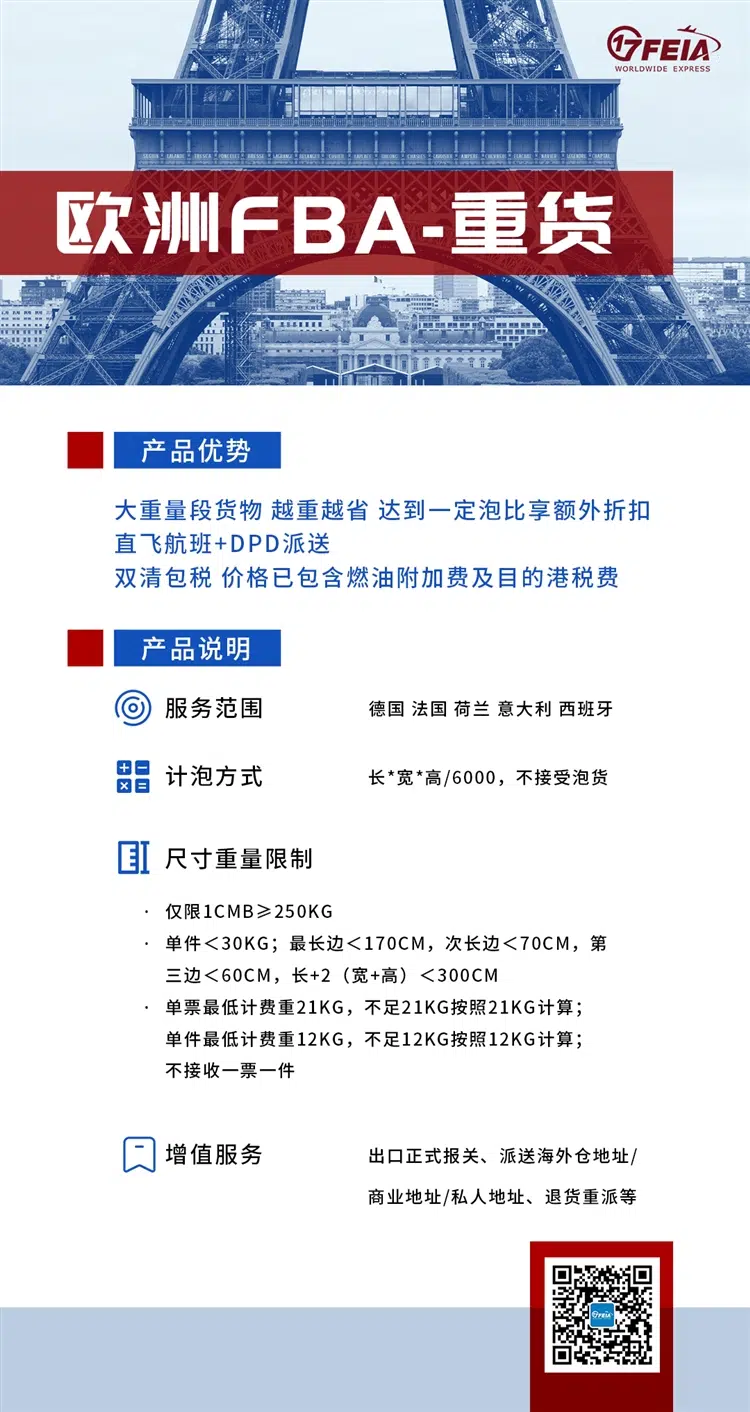 17FEIA
WORLDWIDE EXPRESS
欧洲FBA-重货
产品优势
大重量段货物 越重越省 达到一定泡比享额外折扣
直飞航班+DPD派送
双清包税 价格已包含燃油附加费及目的港税费
产品说明
服务范围
德国 法国 荷兰 意大利 西班牙
计泡方式
长*宽*高/6000，不接受泡货
尺寸重量限制
· 仅限1CMB≥250KG
· 单件＜30KG；最长边＜170CM，次长边＜70CM，第
三边＜60CM，长+2（宽+高）＜300CM
· 单票最低计费重21KG，不足21KG按照21KG计算；
单件最低计费重12KG，不足12KG按照12KG计算；
不接收一票一件
增值服务
出口正式报关、派送海外仓地址/
商业地址/私人地址、退货重派等
17FEIA